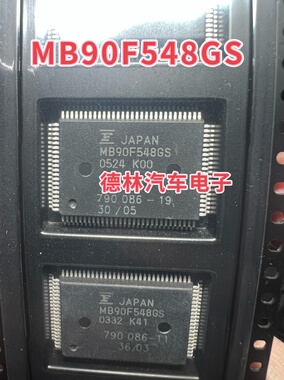 MB90F548GS
JAPAN
MB90F548GS
0524 K00
德林汽车电子
790 086 - 19
30/05
JAPAN
MB90F548GS
0332 K41
790 086-11
36/03